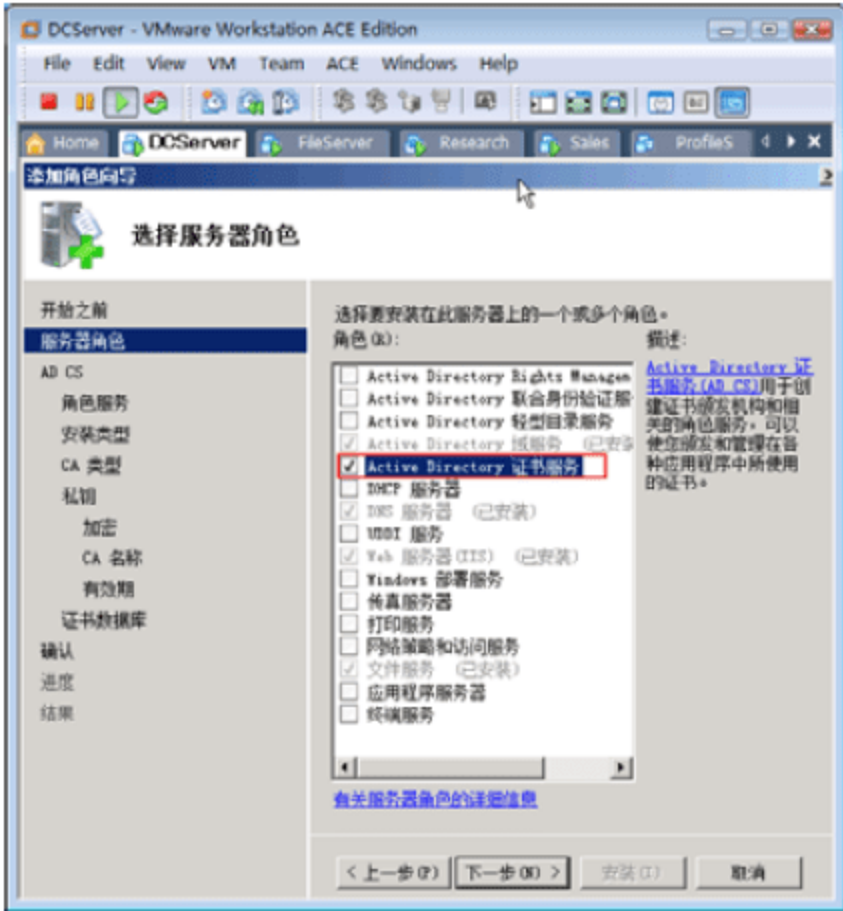 DCServer - VMware Workstation ACE Edition
File Edit View VM Team ACE Windows Help
Home DCServer FileServer Research Sales ProfileS
添加角色向导
选择服务器角色
开始之前
服务器角色
AD CS
角色服务
安装类型
CA 类型
私钥
加密
CA 名称
有效期
证书数据库
确认
进度
结果
选择要安装在此服务器上的一个或多个角色。
角色(R):
Active Directory Rights Managem
Active Directory 联合身份验证服
Active Directory 轻型目录服务
Active Directory 域服务 (已安装
Active Directory 证书服务
DHCP 服务器
DNS 服务器 (已安装)
UDDI 服务
Web 服务器(IIS) (已安装)
Windows 部署服务
传真服务器
打印服务
网络策略和访问服务
文件服务 (已安装)
应用程序服务器
终端服务
有关服务器角色的详细信息
描述:
Active Directory 证
书服务(AD CS)用于创
建证书颁发机构和相
关的角色服务，可以
使您颁发和管理在各
种应用程序中所使用
的证书。
< 上一步(P) 下一步(N) > 安装(I) 取消